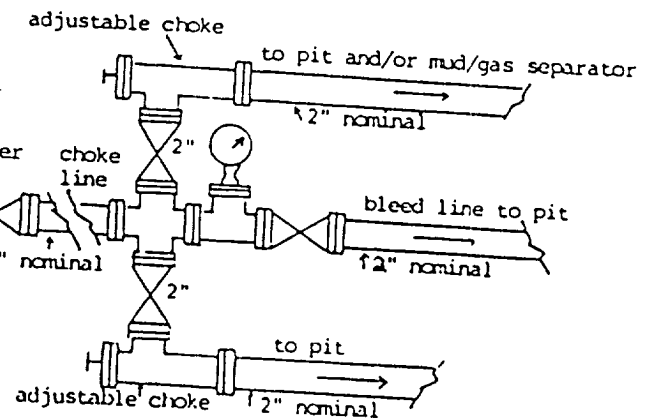 adjustable choke
to pit and/or mud/gas separator
2" nominal
2"
choke
line
bleed line to pit
" nominal
2" nominal
2"
to pit
adjustable choke
2" nominal